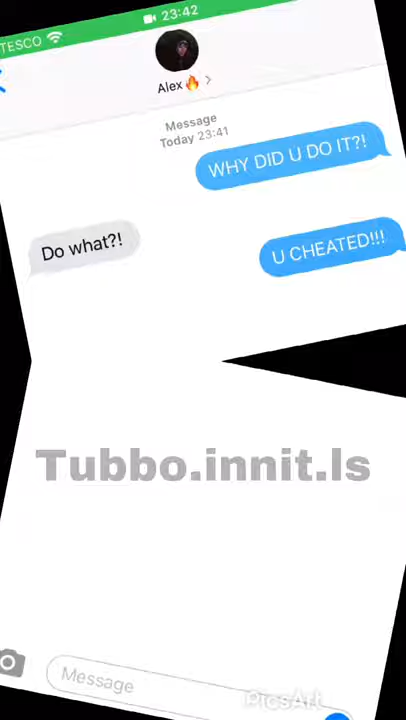 TESCO
23:42
Alex🔥 >
Message
Today 23:41
WHY DID U DO IT?!
Do what?!
U CHEATED!!!
Tubbo.innit.ls
Message
PicsArt